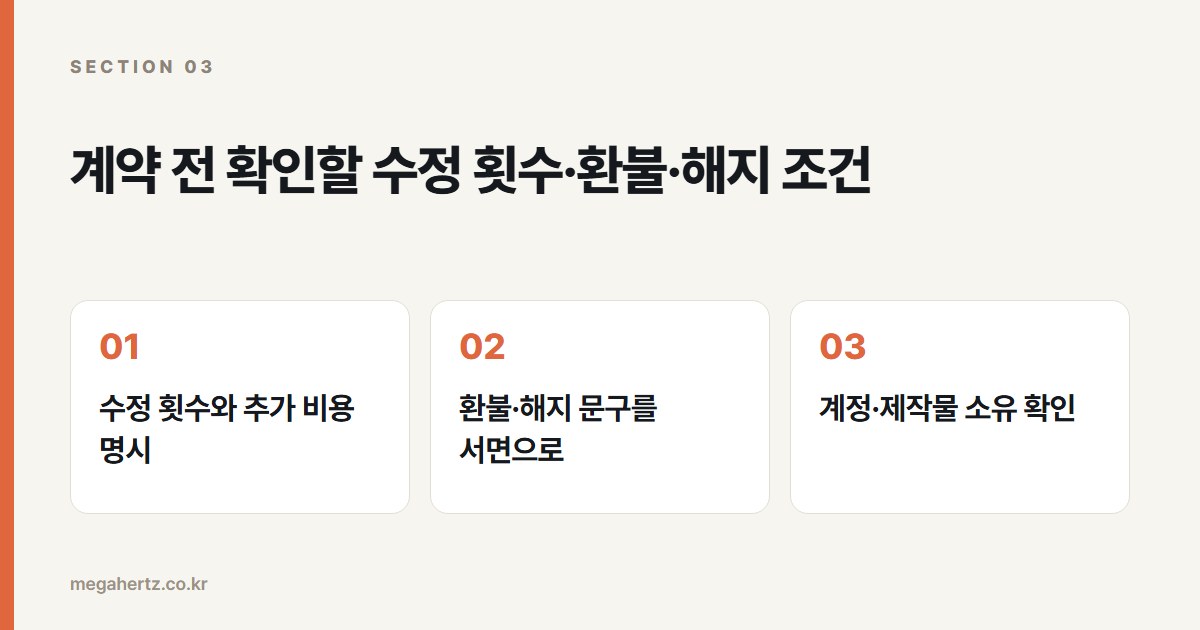 SECTION 03
계약 전 확인할 수정 횟수·환불·해지 조건
01
수정 횟수와 추가 비용
명시
02
환불·해지 문구를
서면으로
03
계정·제작물 소유 확인
megahertz.co.kr